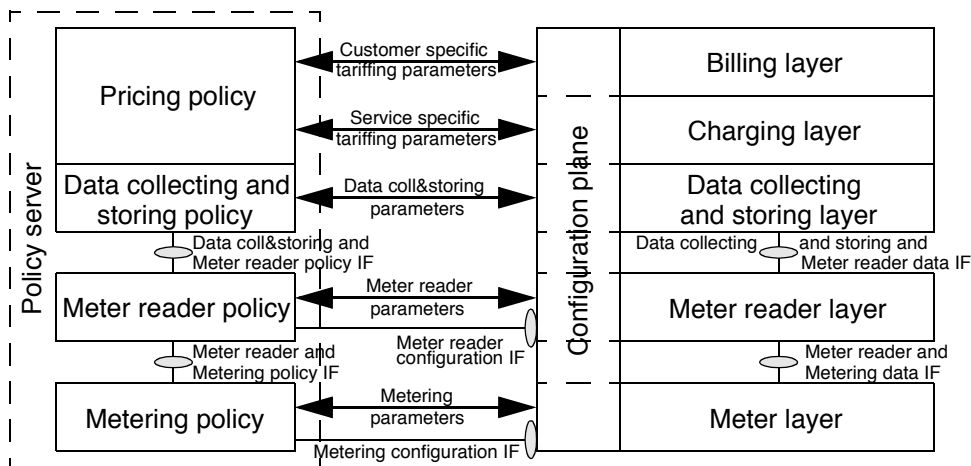 Policy server
Pricing policy
Data collecting and
storing policy
Data coll&storing and
Meter reader policy IF
Meter reader policy
Meter reader and
Metering policy IF
Metering policy
Customer specific
tariffing parameters
Service specific
tariffing parameters
Data coll&storing
parameters
Meter reader
parameters
Meter reader
configuration IF
Metering
parameters
Metering configuration IF
Configuration plane
Billing layer
Charging layer
Data collecting
and storing layer
Data collecting and storing and
Meter reader data IF
Meter reader layer
Meter reader and
Metering data IF
Meter layer